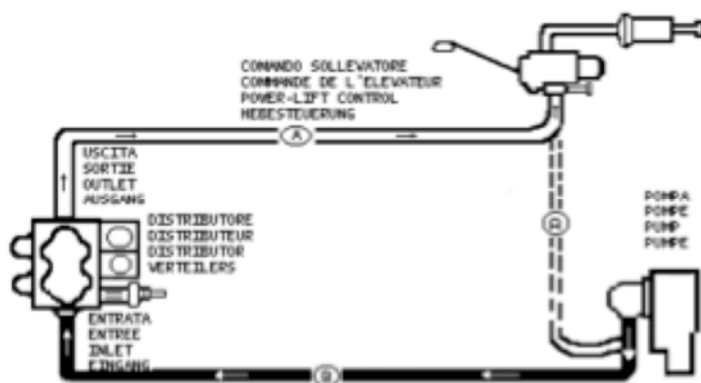 COMANDO SOLLEVATORE
COMMANDE DE L'ELEVATEUR
POWER-LIFT CONTROL
HEBESTEUERUNG
A
USCITA
SORTIE
OUTLET
AUSGANG
DISTRIBUTORE
DISTRIBUTEUR
DISTRIBUTOR
VERTEILERS
POMPA
POMPE
PUMP
PUMPE
ENTRATA
ENTREE
INLET
EINGANG
B